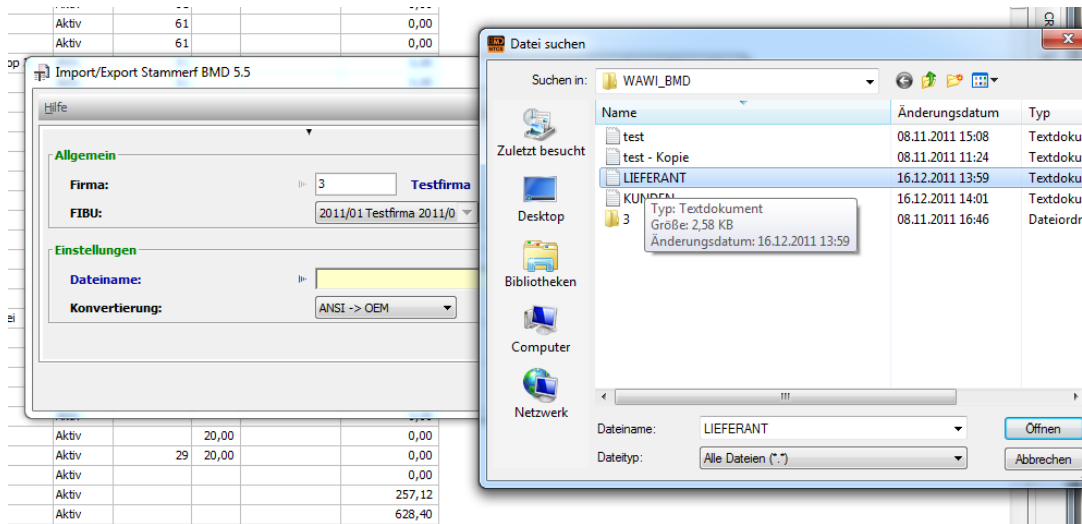 Aktiv 61 0,00
Aktiv 61 0,00
Import/Export Stammerf BMD 5.5
Hilfe
Allgemein
Firma: 3 Testfirma
FIBU: 2011/01 Testfirma 2011/0
Einstellungen
Dateiname:
Konvertierung: ANSI -> OEM
Aktiv 20,00 0,00
Aktiv 29 20,00 0,00
Aktiv 0,00
Aktiv 257,12
Aktiv 628,40
Datei suchen
Suchen in: WAWI_BMD
Zuletzt besucht
Desktop
Bibliotheken
Computer
Netzwerk
Name Änderungsdatum Typ
test 08.11.2011 15:08 Textdoku
test - Kopie 08.11.2011 11:24 Textdoku
LIEFERANT 16.12.2011 13:59 Textdoku
KUNDEN 16.12.2011 14:01 Textdoku
3 08.11.2011 16:46 Dateiordr
Typ: Textdokument
Größe: 2,58 KB
Änderungsdatum: 16.12.2011 13:59
Dateiname: LIEFERANT Öffnen
Dateityp: Alle Dateien (*.*) Abbrechen
CR